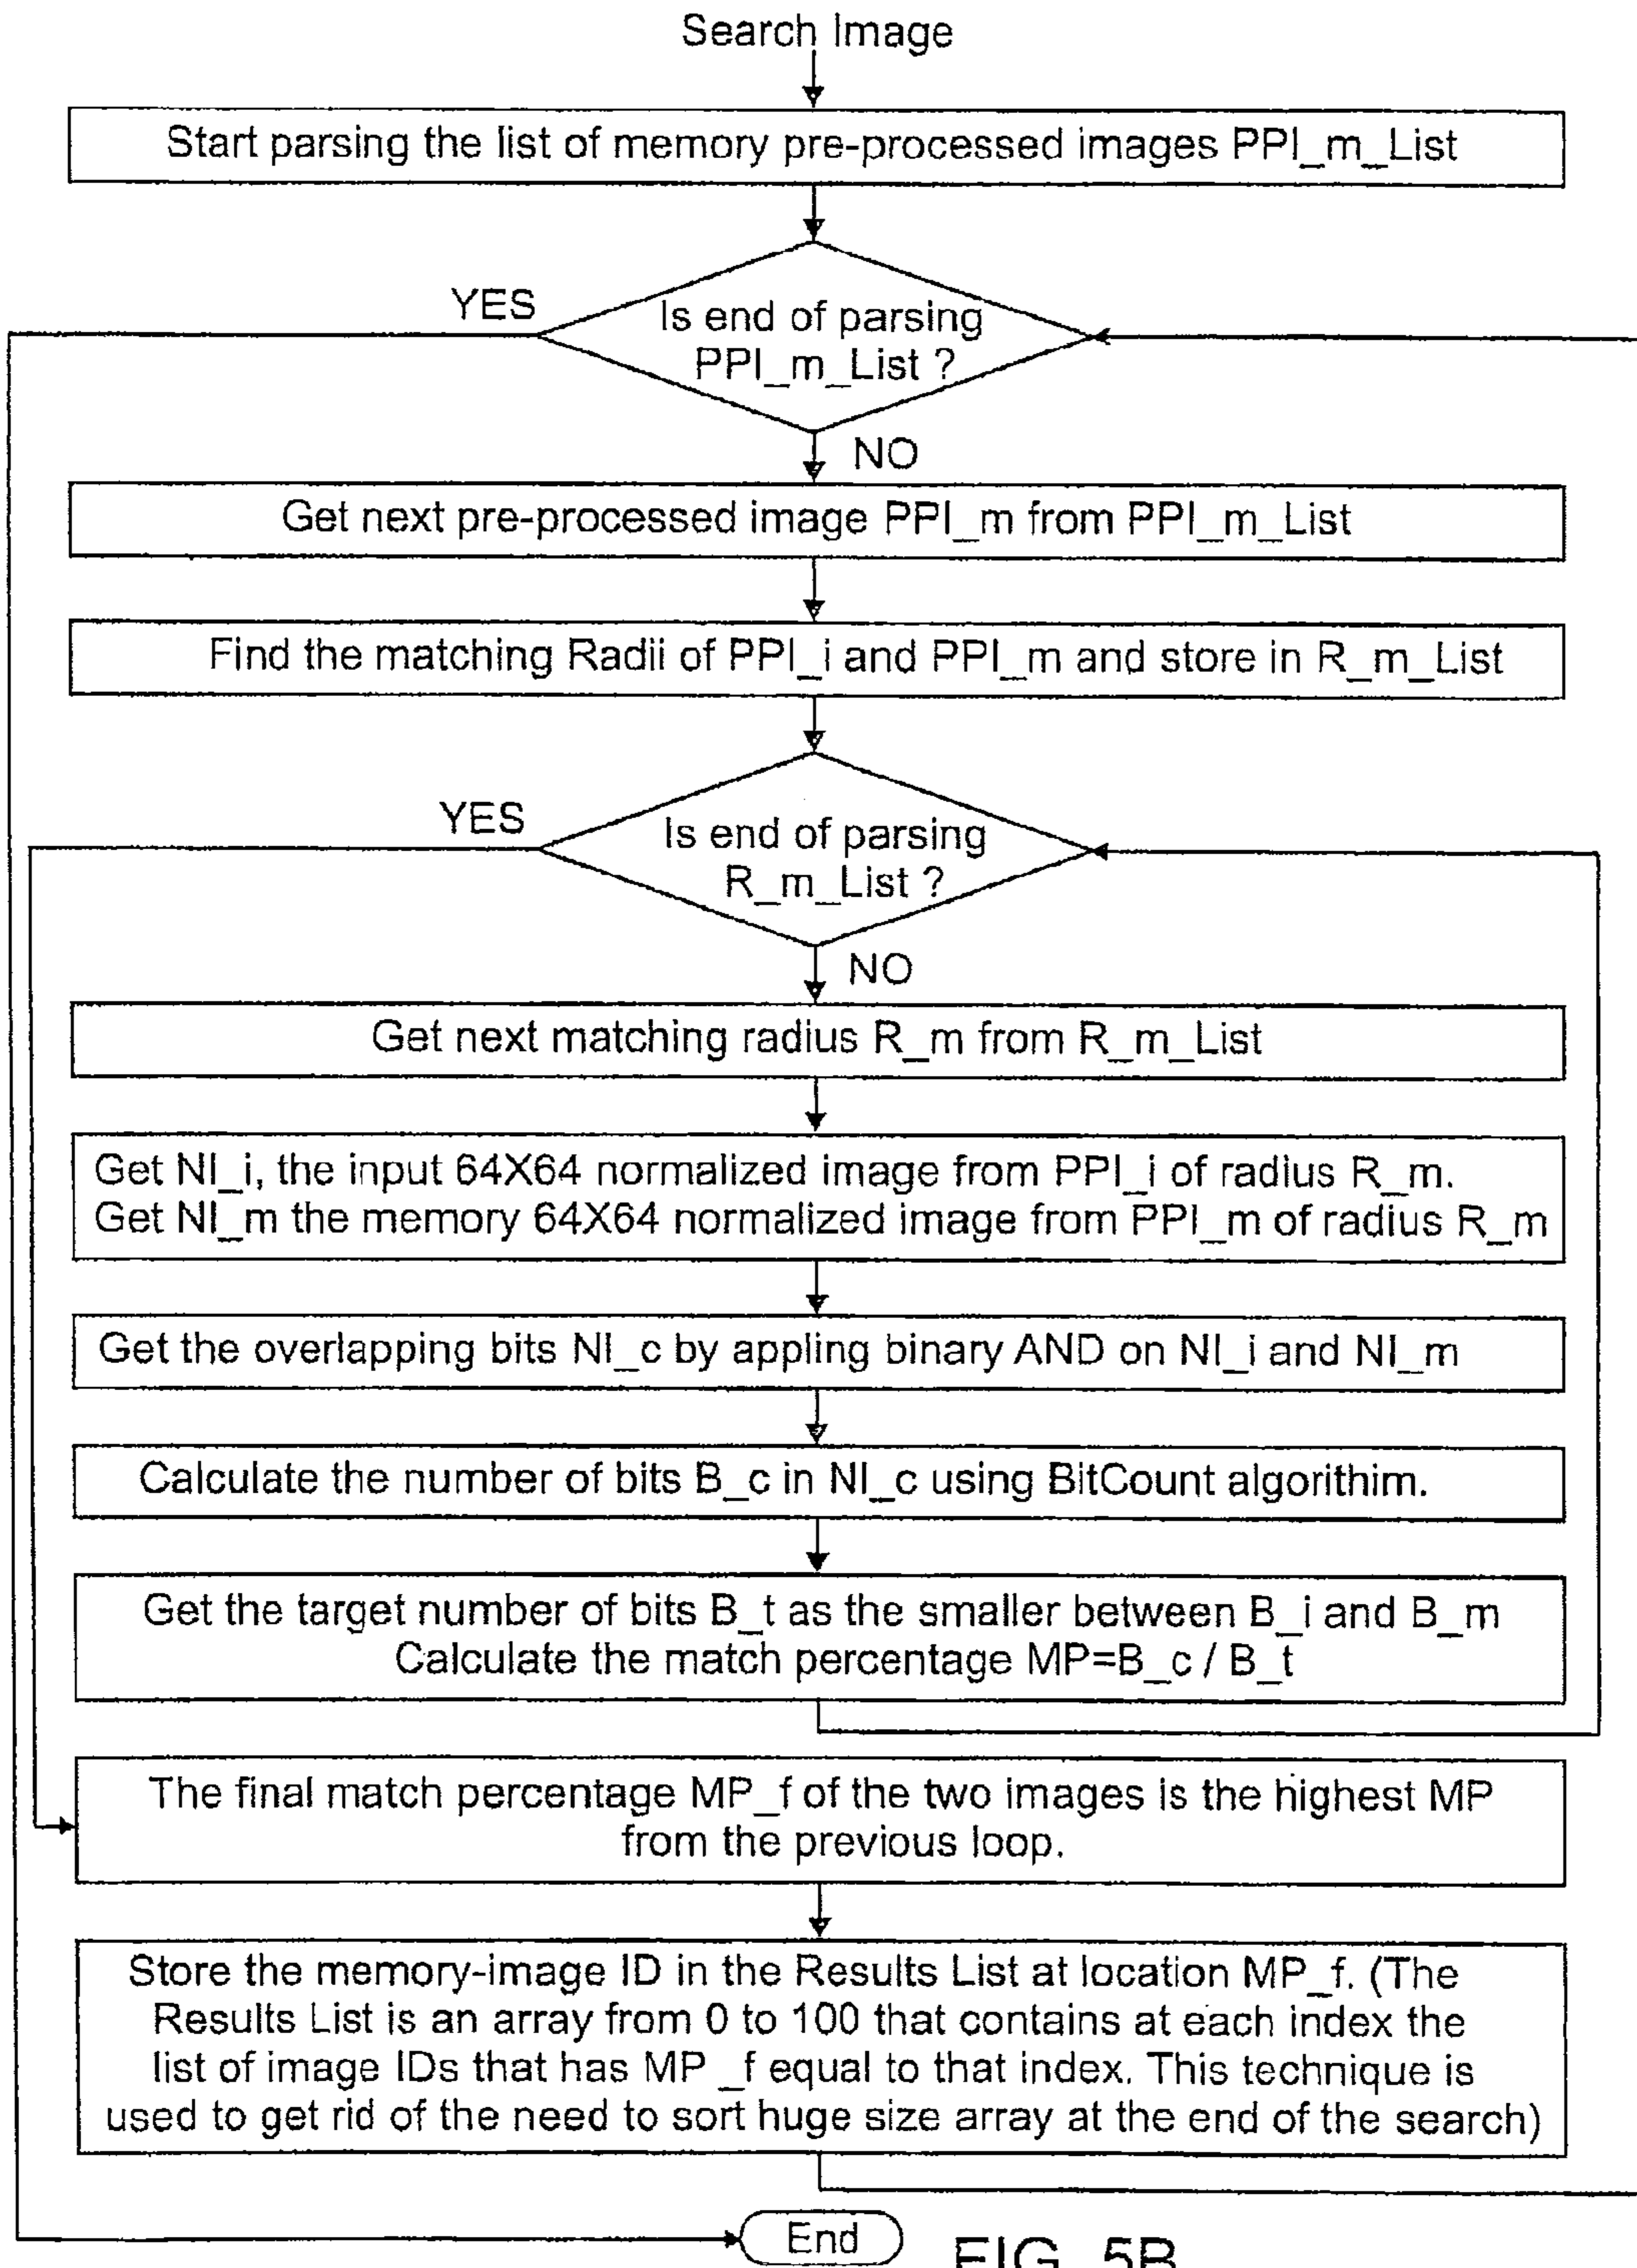 Search Image
Start parsing the list of memory pre-processed images PPI_m_List
YES
Is end of parsing
PPI_m_List ?
NO
Get next pre-processed image PPI_m from PPI_m_List
Find the matching Radii of PPI_i and PPI_m and store in R_m_List
YES
Is end of parsing
R_m_List ?
NO
Get next matching radius R_m from R_m_List
Get NI_i, the input 64X64 normalized image from PPI_i of radius R_m.
Get NI_m the memory 64X64 normalized image from PPI_m of radius R_m
Get the overlapping bits NI_c by appling binary AND on NI_i and NI_m
Calculate the number of bits B_c in NI_c using BitCount algorithim.
Get the target number of bits B_t as the smaller between B_i and B_m
Calculate the match percentage MP=B_c / B_t
The final match percentage MP_f of the two images is the highest MP
from the previous loop.
Store the memory-image ID in the Results List at location MP_f. (The
Results List is an array from 0 to 100 that contains at each index the
list of image IDs that has MP _f equal to that index. This technique is
used to get rid of the need to sort huge size array at the end of the search)
End
FIG. 5B